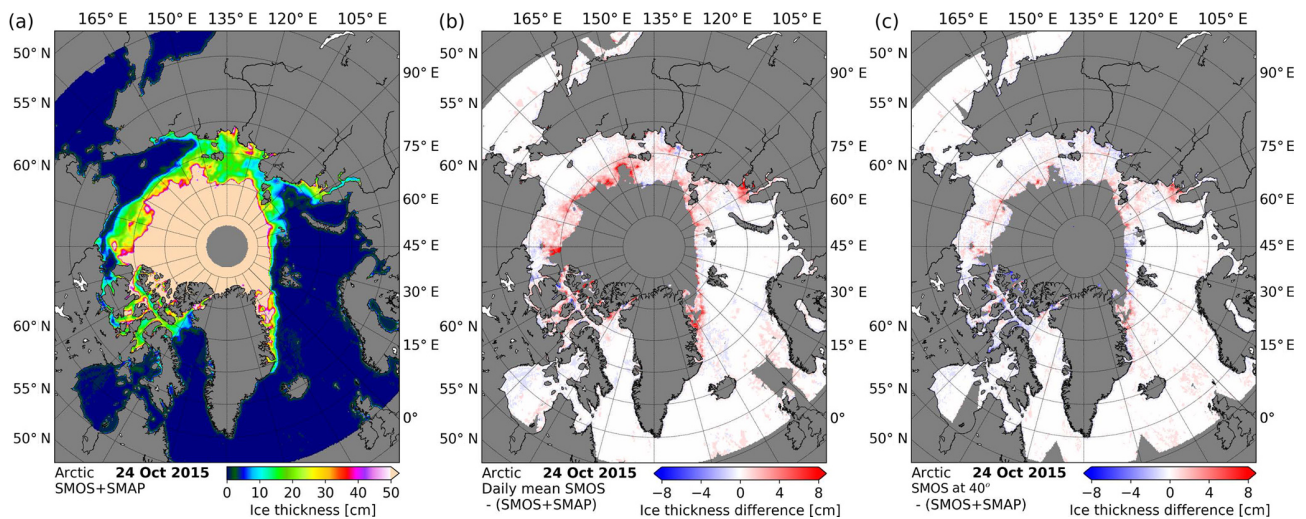 (a) 165° E 150° E 135° E 120° E 105° E
50° N
55° N
60° N
60° N
55° N
50° N
90° E
75° E
60° E
45° E
30° E
15° E
0°
Arctic 24 Oct 2015
SMOS+SMAP
0 10 20 30 40 50
Ice thickness [cm]
(b) 165° E 150° E 135° E 120° E 105° E
50° N
55° N
60° N
60° N
55° N
50° N
90° E
75° E
60° E
45° E
30° E
15° E
0°
Arctic 24 Oct 2015
Daily mean SMOS
- (SMOS+SMAP)
−8 −4 0 4 8
Ice thickness difference [cm]
(c) 165° E 150° E 135° E 120° E 105° E
50° N
55° N
60° N
60° N
55° N
50° N
90° E
75° E
60° E
45° E
30° E
15° E
0°
Arctic 24 Oct 2015
SMOS at 40°
- (SMOS+SMAP)
−8 −4 0 4 8
Ice thickness difference [cm]